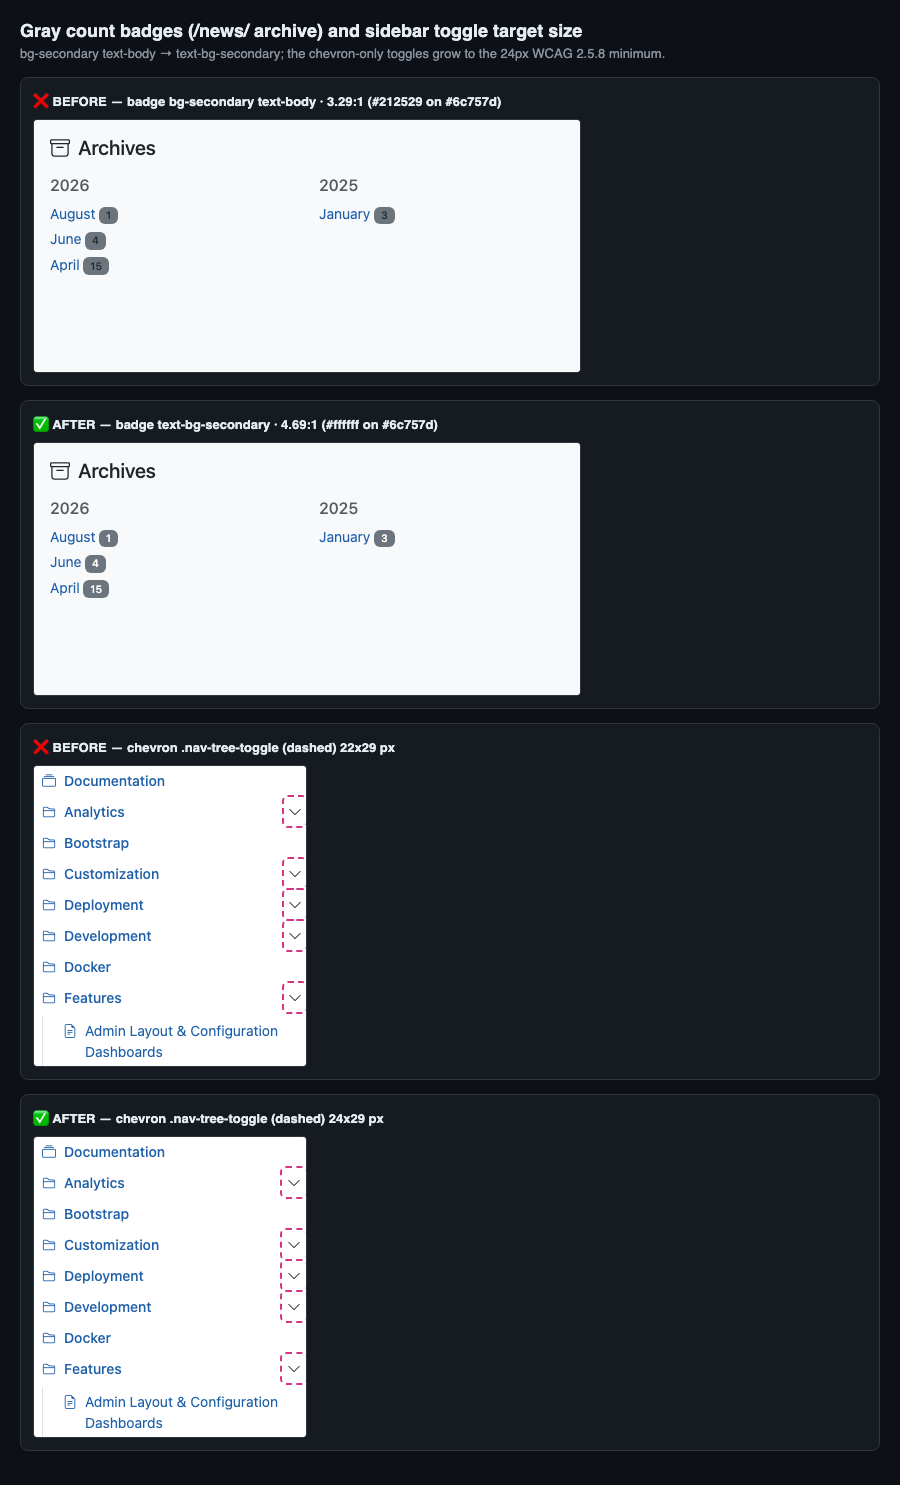 Gray count badges (/news/ archive) and sidebar toggle target size
bg-secondary text-body → text-bg-secondary; the chevron-only toggles grow to the 24px WCAG 2.5.8 minimum.
❌ BEFORE — badge bg-secondary text-body · 3.29:1 (#212529 on #6c757d)
Archives
2026 2025
August 1 January 3
June 4
April 15
✅ AFTER — badge text-bg-secondary · 4.69:1 (#ffffff on #6c757d)
Archives
2026 2025
August 1 January 3
June 4
April 15
❌ BEFORE — chevron .nav-tree-toggle (dashed) 22x29 px
Documentation
Analytics
Bootstrap
Customization
Deployment
Development
Docker
Features
Admin Layout & Configuration
Dashboards
✅ AFTER — chevron .nav-tree-toggle (dashed) 24x29 px
Documentation
Analytics
Bootstrap
Customization
Deployment
Development
Docker
Features
Admin Layout & Configuration
Dashboards